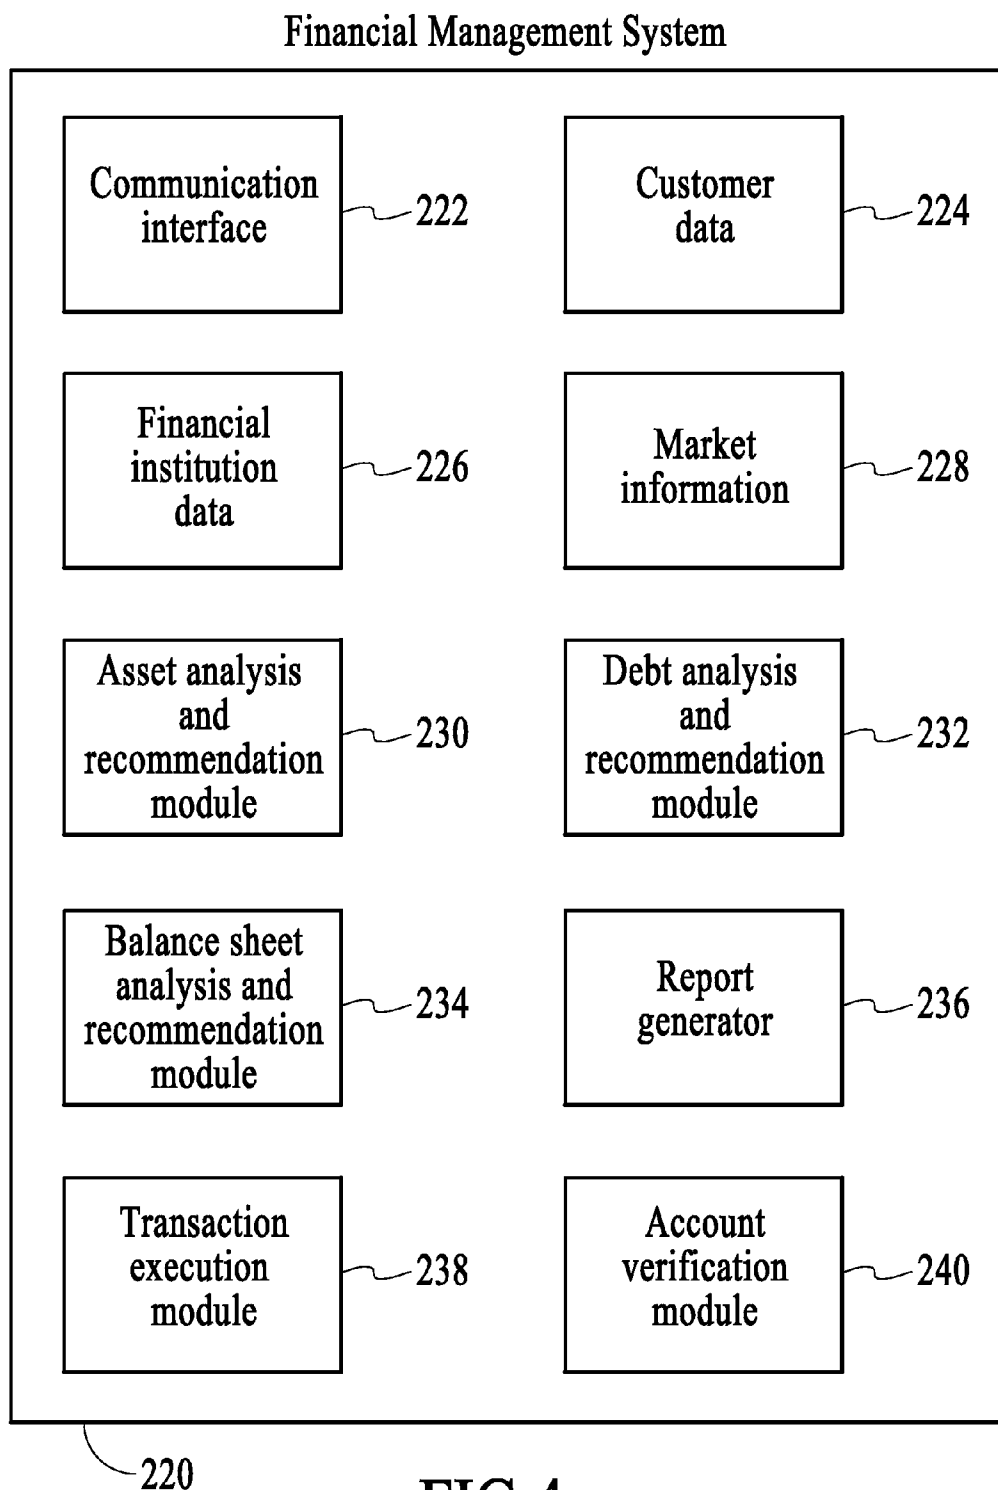 Financial Management System
Communication
interface
222
Customer
data
224
Financial
institution
data
226
Market
information
228
Asset analysis
and
recommendation
module
230
Debt analysis
and
recommendation
module
232
Balance sheet
analysis and
recommendation
module
234
Report
generator
236
Transaction
execution
module
238
Account
verification
module
240
220
FIG 4